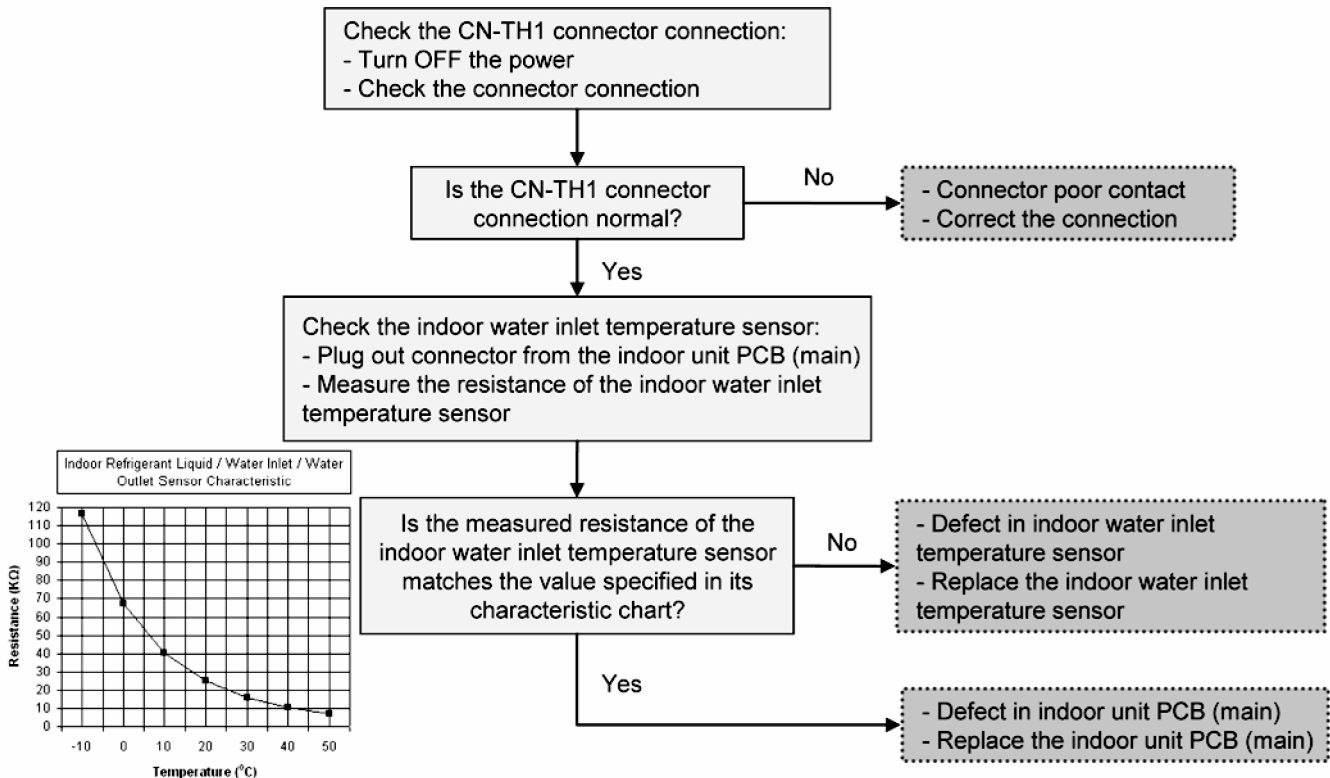 Check the CN-TH1 connector connection:
- Turn OFF the power
- Check the connector connection
Is the CN-TH1 connector
connection normal?
No
- Connector poor contact
- Correct the connection
Yes
Check the indoor water inlet temperature sensor:
- Plug out connector from the indoor unit PCB (main)
- Measure the resistance of the indoor water inlet
temperature sensor
Indoor Refrigerant Liquid / Water Inlet / Water
Outlet Sensor Characteristic
Resistance (KΩ)
120
110
100
90
80
70
60
50
40
30
20
10
0
-10 0 10 20 30 40 50
Temperature (⁰C)
Is the measured resistance of the
indoor water inlet temperature sensor
matches the value specified in its
characteristic chart?
No
- Defect in indoor water inlet
temperature sensor
- Replace the indoor water inlet
temperature sensor
Yes
- Defect in indoor unit PCB (main)
- Replace the indoor unit PCB (main)